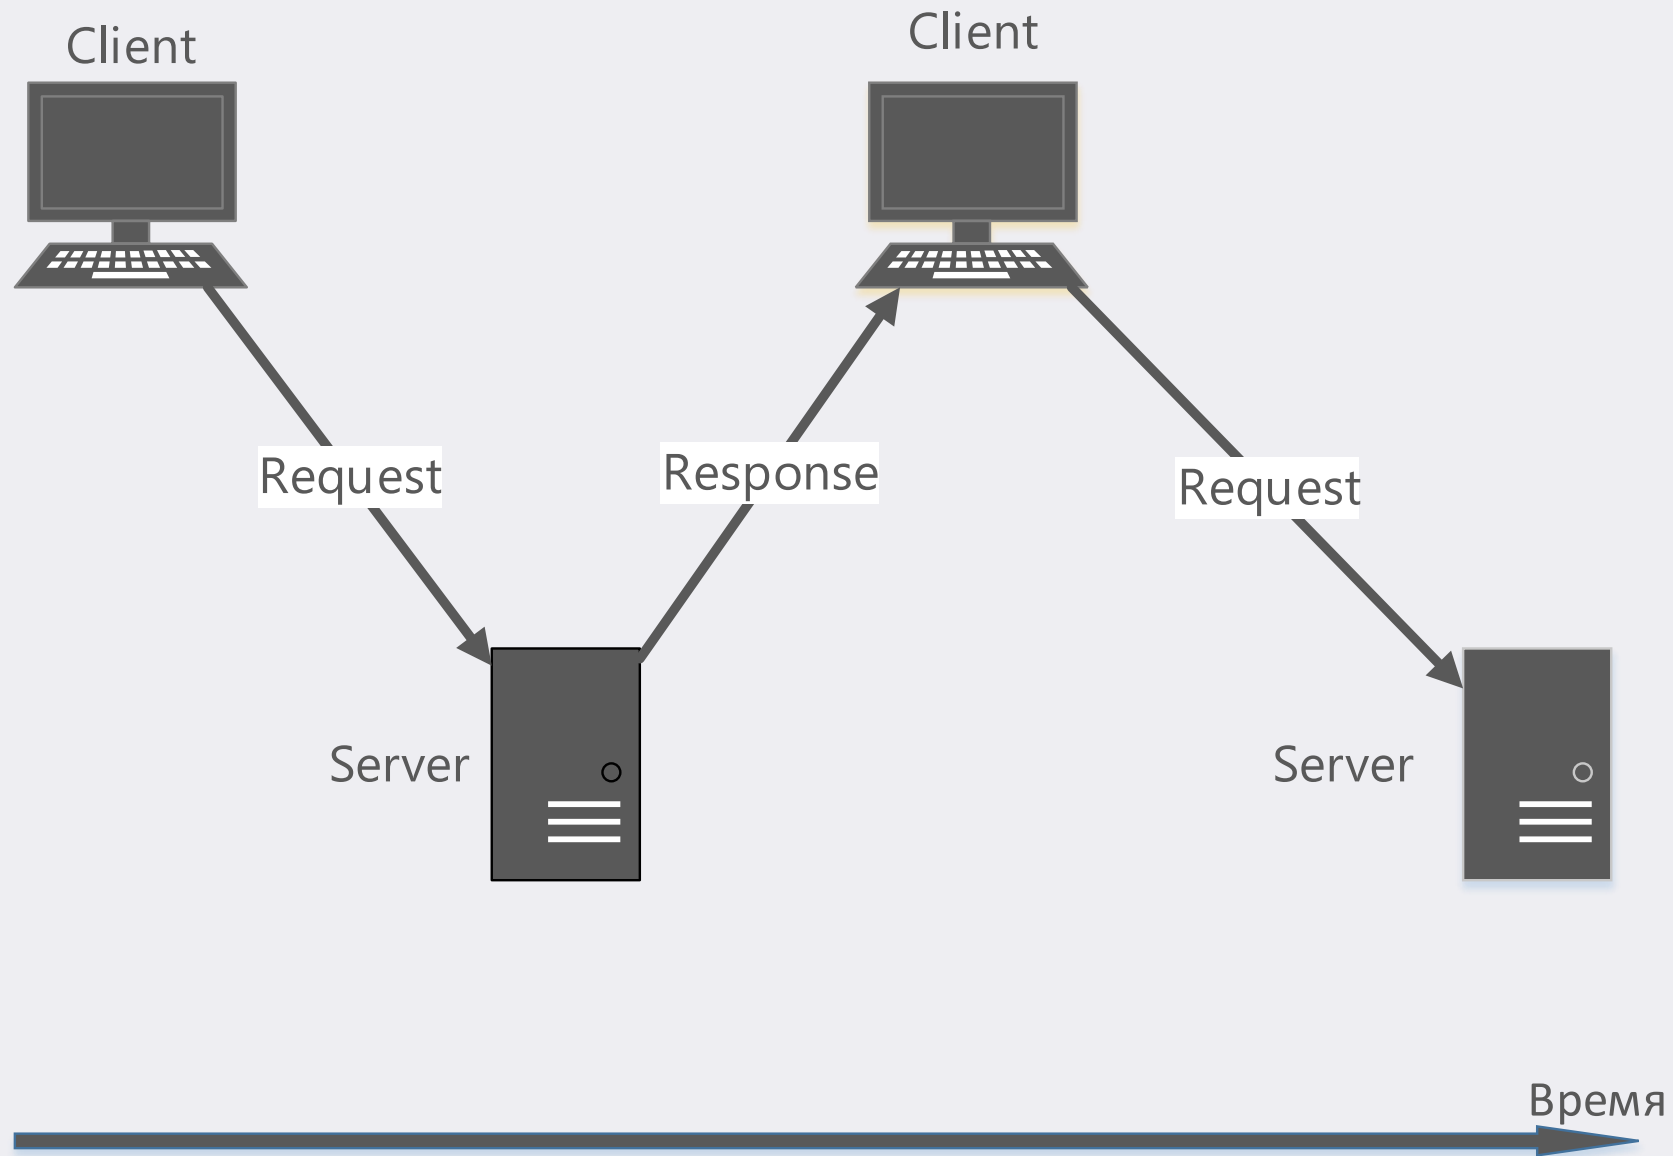 Client
Client
Request
Response
Request
Server
Server
Время